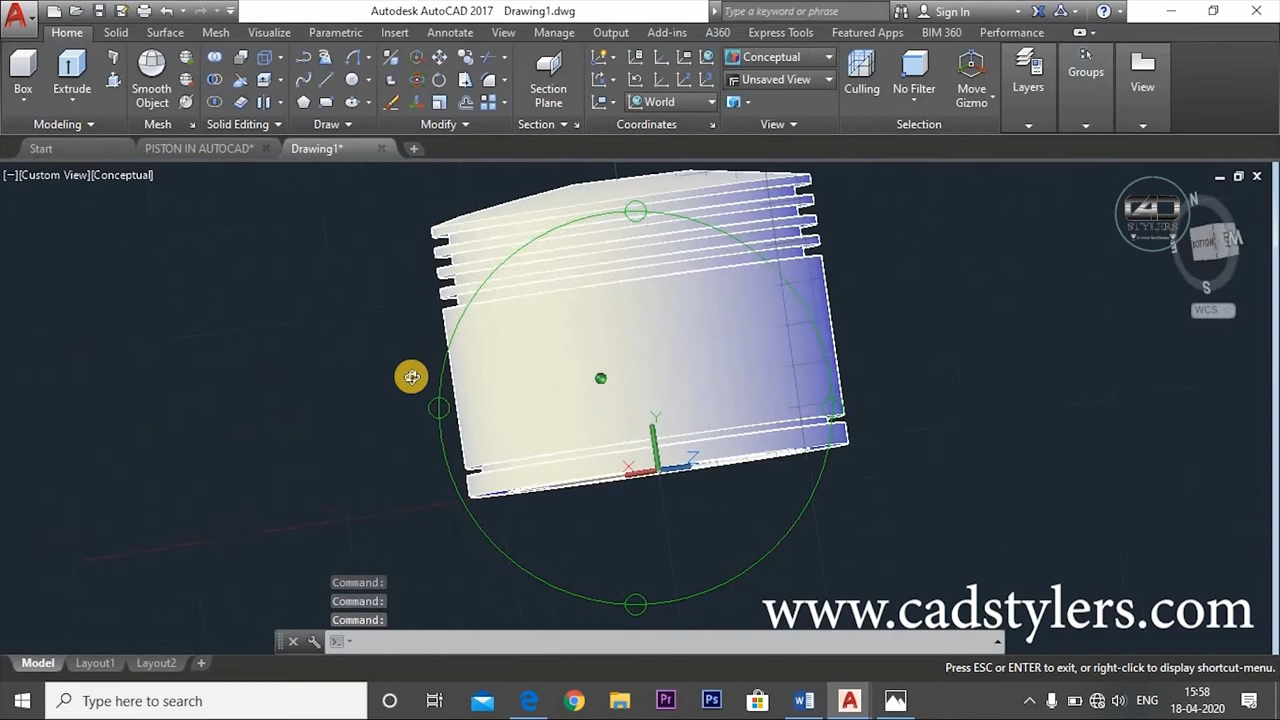 Autodesk AutoCAD 2017 Drawing1.dwg
Type a keyword or phrase
Sign In
Home Solid Surface Mesh Visualize Parametric Insert Annotate View Manage Output Add-ins A360 Express Tools Featured Apps BIM 360 Performance
Box
Extrude
Smooth Object
Section Plane
World
Conceptual
Unsaved View
Culling
No Filter
Move Gizmo
Layers
Groups
View
Modeling Mesh Solid Editing Draw Modify Section Coordinates View Selection
Start PISTON IN AUTOCAD* Drawing1*
[−][Custom View][Conceptual]
CAD
STYLERS
N
BOTTOM
W
S
WCS
Y
X
Z
Command:
Command:
Command:
www.cadstylers.com
Model Layout1 Layout2
Press ESC or ENTER to exit, or right-click to display shortcut-menu.
Type here to search
Pr
Ps
ENG
15:58
18-04-2020